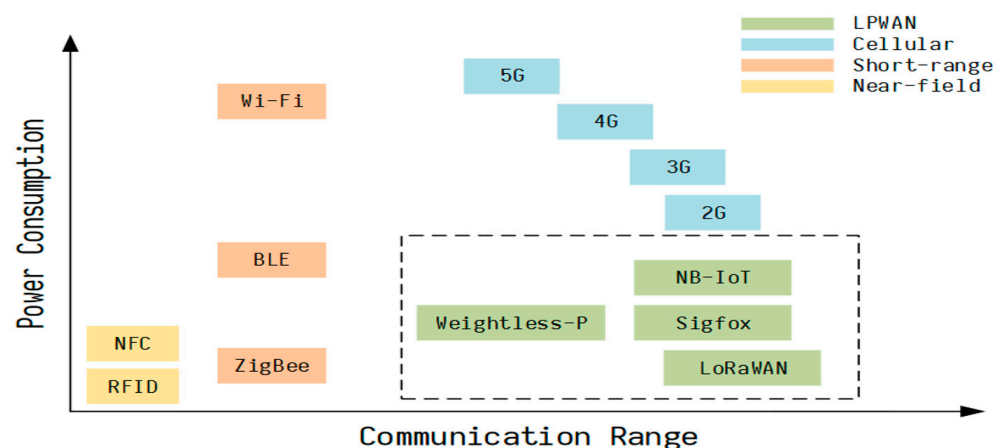 LPWAN
Cellular
Short-range
Near-field
5G
Wi-Fi
4G
3G
2G
BLE
NB-IoT
Weightless-P
Sigfox
NFC
ZigBee
LoRaWAN
RFID
Power Consumption
Communication Range